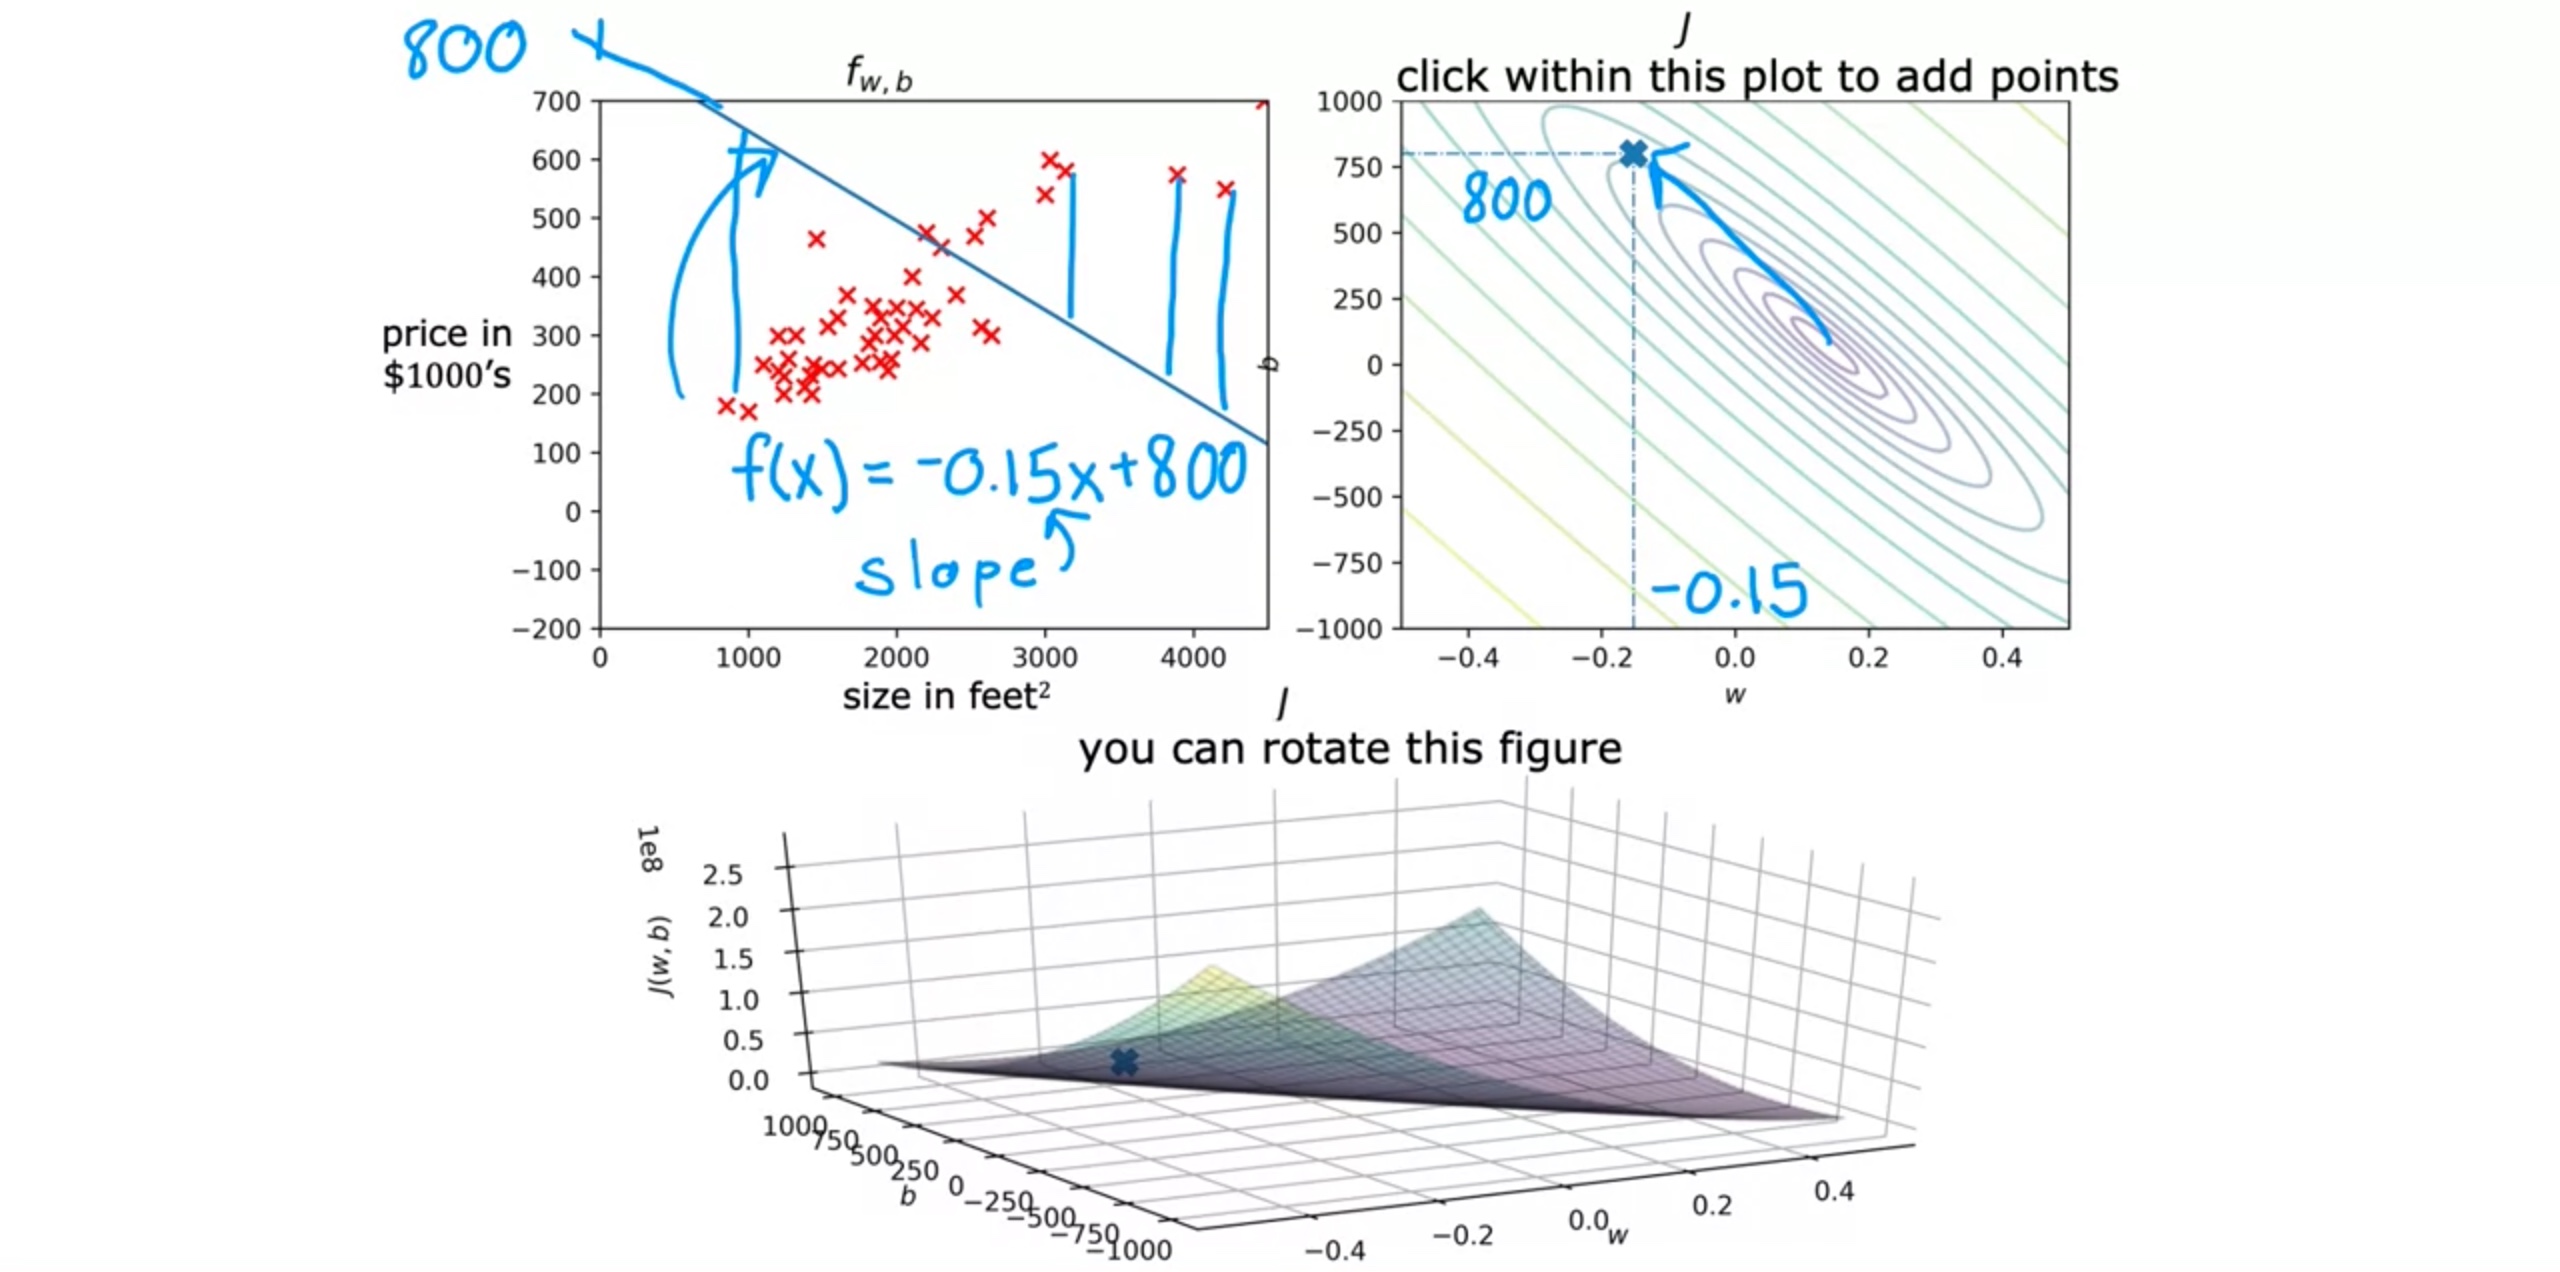 800
f w, b
700
600
500
400
300
200
100
0
−100
−200
price in
$1000's
f(x) = -0.15x+800
slope
0 1000 2000 3000 4000
size in feet²
J
click within this plot to add points
1000
750
500
250
0
−250
−500
−750
−1000
b
800
-0.15
−0.4 −0.2 0.0 0.2 0.4
w
J
you can rotate this figure
1e8
J(w, b)
2.5
2.0
1.5
1.0
0.5
0.0
1000
750
500
250
0
−250
−500
−750
−1000
b
−0.4
−0.2
0.0
0.2
0.4
w